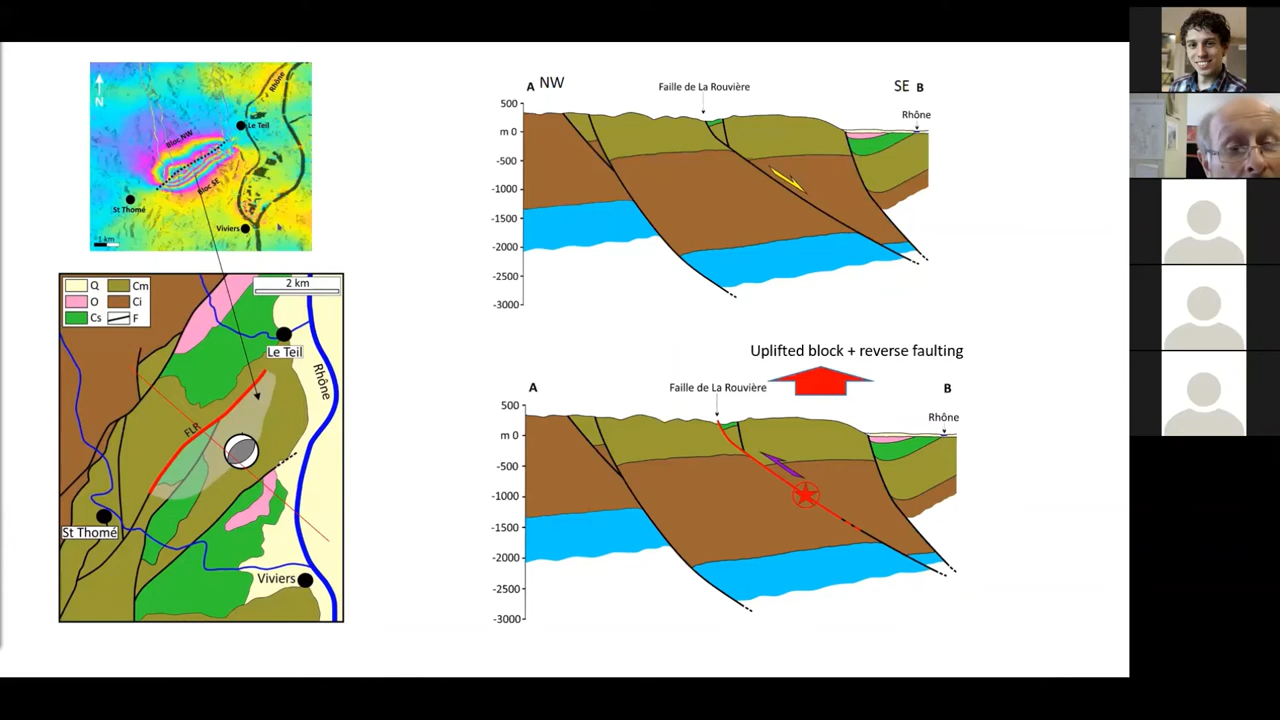 N
Rhône
Le Teil
Bloc NW
Bloc SE
St Thomé
Viviers
1 km
Q
Cm
O
Ci
Cs
F
2 km
Le Teil
Rhône
FLR
St Thomé
Viviers
A NW
Faille de La Rouvière
SE B
Rhône
500
m 0
-500
-1000
-1500
-2000
-2500
-3000
Uplifted block + reverse faulting
A
Faille de La Rouvière
B
Rhône
500
m 0
-500
-1000
-1500
-2000
-2500
-3000